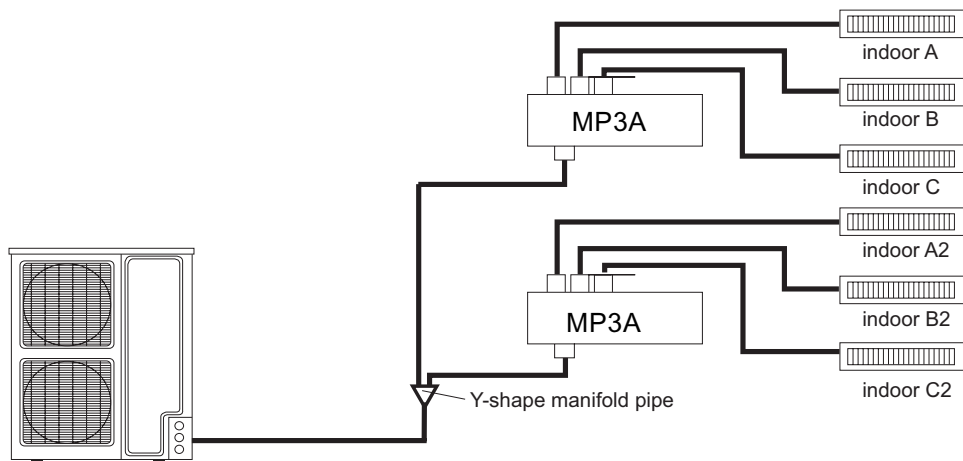 indoor A
MP3A
indoor B
indoor C
indoor A2
MP3A
indoor B2
indoor C2
Y-shape manifold pipe